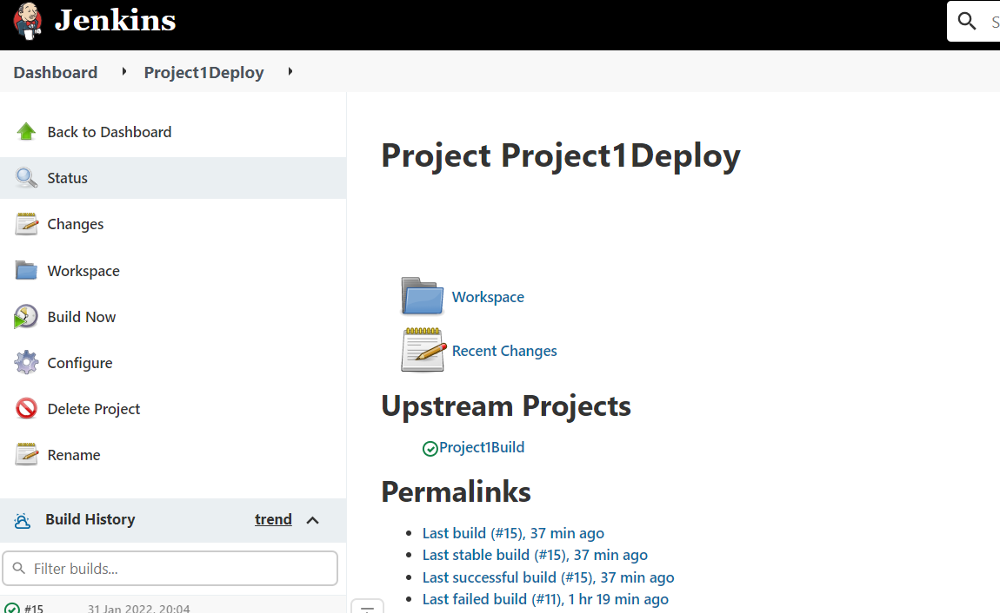 Jenkins
S
Dashboard Project1Deploy
Back to Dashboard
Status
Changes
Workspace
Build Now
Configure
Delete Project
Rename
Build History trend
Filter builds...
#15 31 Jan 2022, 20:04
Project Project1Deploy
Workspace
Recent Changes
Upstream Projects
Project1Build
Permalinks
Last build (#15), 37 min ago
Last stable build (#15), 37 min ago
Last successful build (#15), 37 min ago
Last failed build (#11), 1 hr 19 min ago